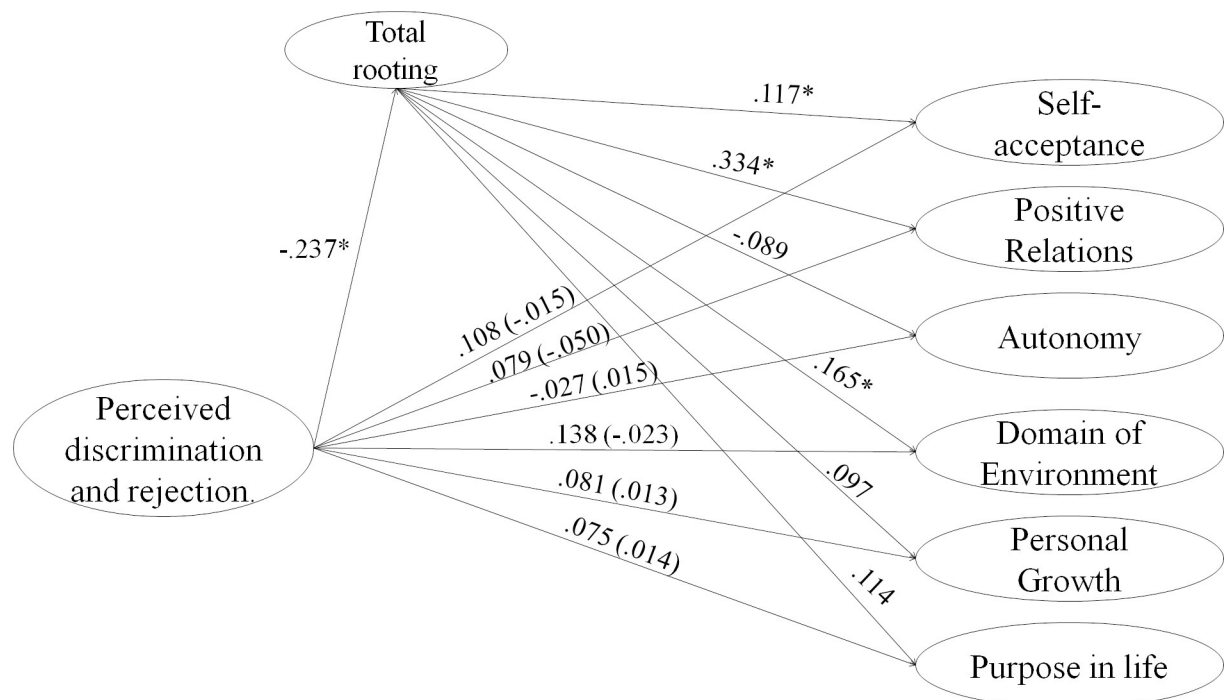 Total
rooting
.117*
Self-
acceptance
.334*
Positive
Relations
-.237*
-.089
.108 (-.015)
.079 (-.050)
Autonomy
-.027 (.015)
.165*
Perceived
discrimination
and rejection.
.138 (-.023)
Domain of
Environment
.081 (.013)
.097
.075 (.014)
Personal
Growth
.114
Purpose in life